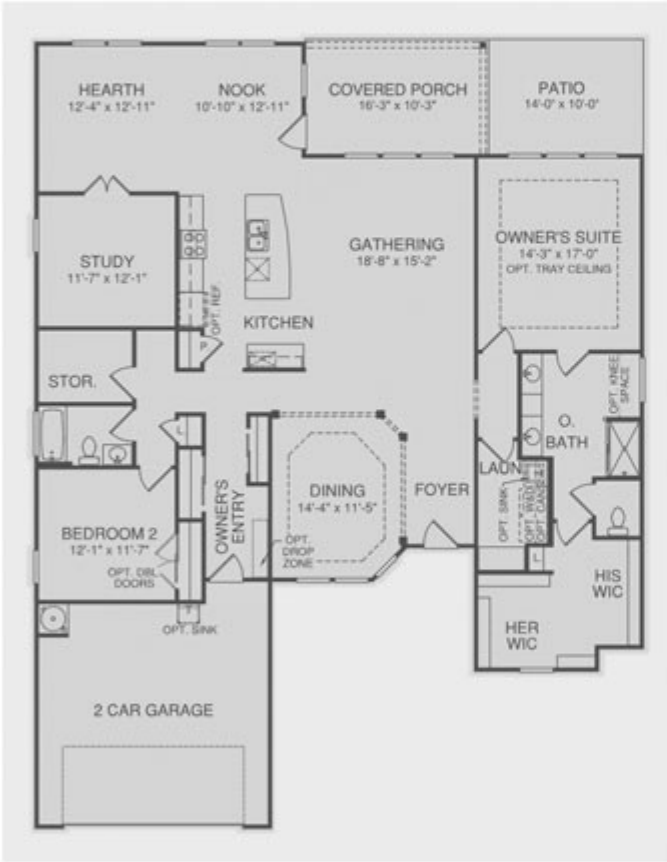 HEARTH
12'-4" x 12'-11"
NOOK
10'-10" x 12'-11"
COVERED PORCH
16'-3" x 10'-3"
PATIO
14'-0" x 10'-0"
STUDY
11'-7" x 12'-1"
GATHERING
18'-8" x 15'-2"
OWNER'S SUITE
14'-3" x 17'-0"
OPT. TRAY CEILING
OPT. REF.
KITCHEN
P
STOR.
OPT. KNEE
SPACE
O.
BATH
L
LAUN.
DINING
14'-4" x 11'-5"
FOYER
OPT. SINK
OPT. W&D
OPT. CABS
OWNER'S
ENTRY
BEDROOM 2
12'-1" x 11'-7"
OPT. DBL
DOORS
OPT.
DROP
ZONE
L
HIS
WIC
HER
WIC
T
OPT. SINK
2 CAR GARAGE